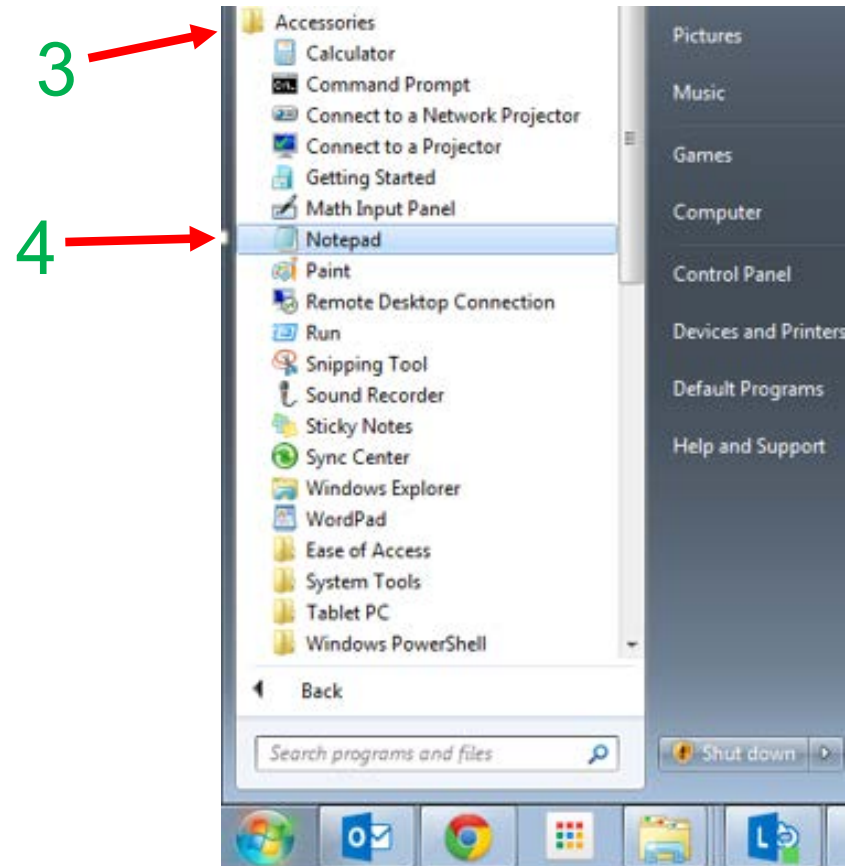 3
Accessories
Calculator
Command Prompt
Connect to a Network Projector
Connect to a Projector
Getting Started
Math Input Panel
4
Notepad
Paint
Remote Desktop Connection
Run
Snipping Tool
Sound Recorder
Sticky Notes
Sync Center
Windows Explorer
WordPad
Ease of Access
System Tools
Tablet PC
Windows PowerShell
Back
Search programs and files
Pictures
Music
Games
Computer
Control Panel
Devices and Printers
Default Programs
Help and Support
Shut down